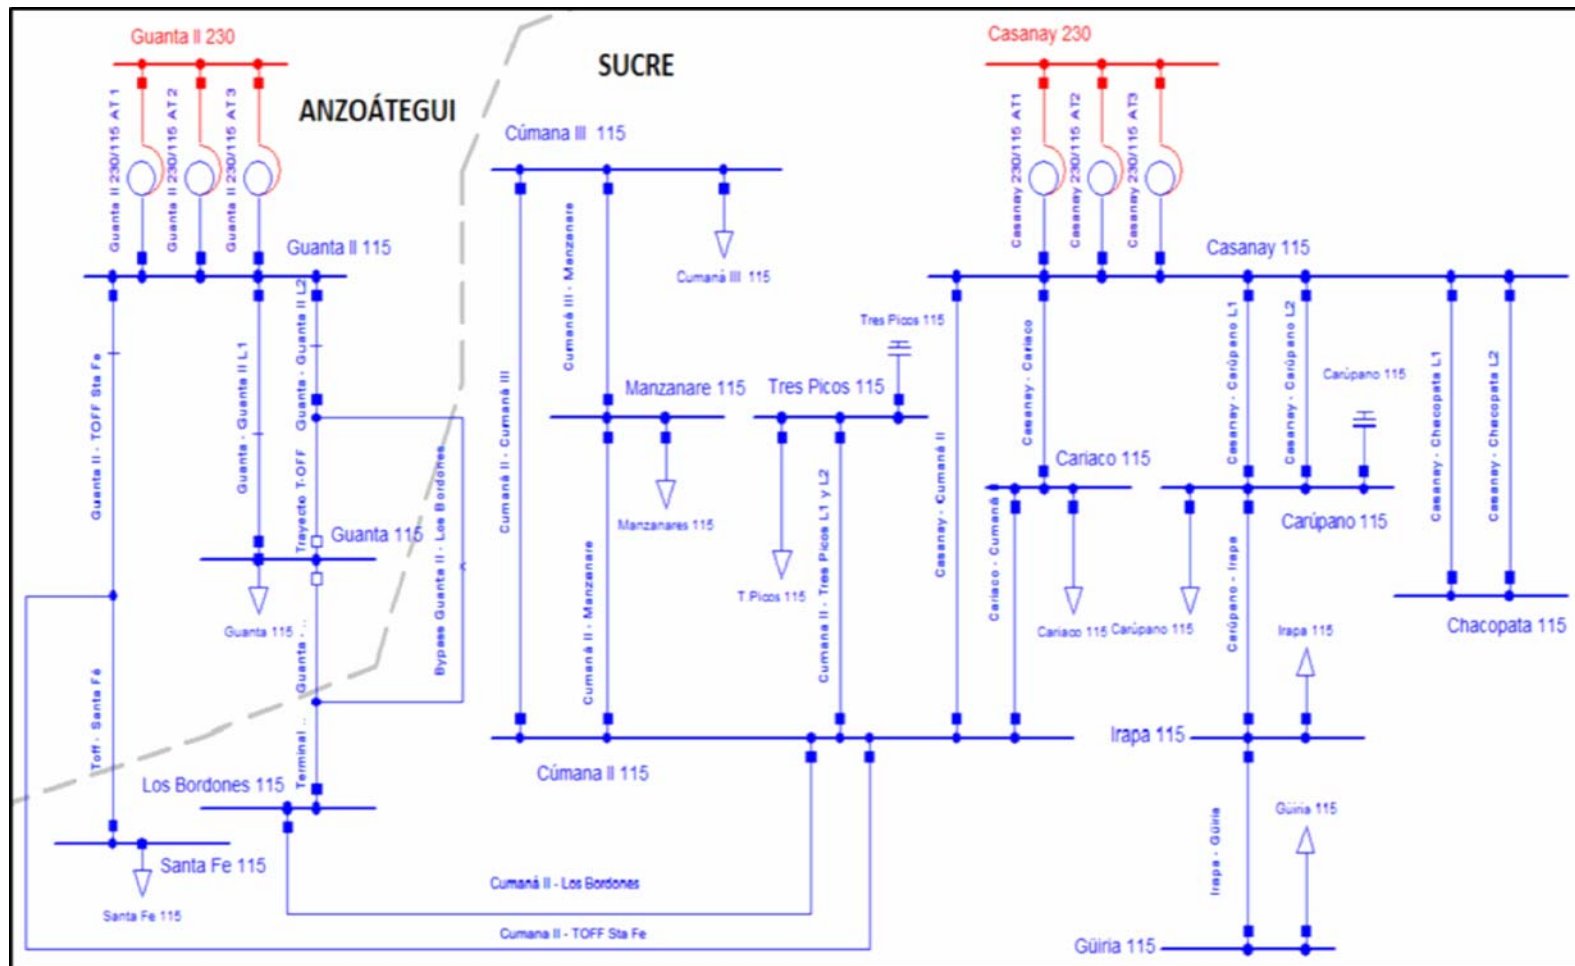 Guanta II 230
Casanay 230
SUCRE
ANZOÁTEGUI
Guanta II 230/115 AT 1
Guanta II 230/115 AT 2
Guanta II 230/115 AT 3
Cúmana III 115
Casanay 230/115 AT1
Casanay 230/115 AT2
Casanay 230/115 AT3
Guanta II 115
Casanay 115
Cumaná III 115
Guanta II - TOFF Sta Fe
Guanta - Guanta II L1
Guanta - Guanta II L2
Trayecto T-OFF
Cumaná III - Manzanare
Cumaná II - Cumaná III
Tres Picos 115
Manzanare 115
Tres Picos 115
Casanay - Cariaco
Casanay - Carúpano L1
Casanay - Carúpano L2
Carúpano 115
Casanay - Chacopata L1
Casanay - Chacopata L2
Cariaco 115
Carúpano 115
Guanta 115
Bypass Guanta II - Los Bordones
Manzanares 115
Cumaná II - Manzanare
T.Picos 115
Cumana II - Tres Picos L1 y L2
Casanay - Cumaná II
Cariaco - Cumaná II
Cariaco 115
Carúpano 115
Carúpano - Irapa
Chacopata 115
Guanta 115
Irapa 115
Toff - Santa Fé
Guanta - ..
Terminal ..
Irapa 115
Los Bordones 115
Cúmana II 115
Güiria 115
Santa Fe 115
Irapa - Güiria
Cumaná II - Los Bordones
Santa Fe 115
Cumana II - TOFF Sta Fe
Güiria 115